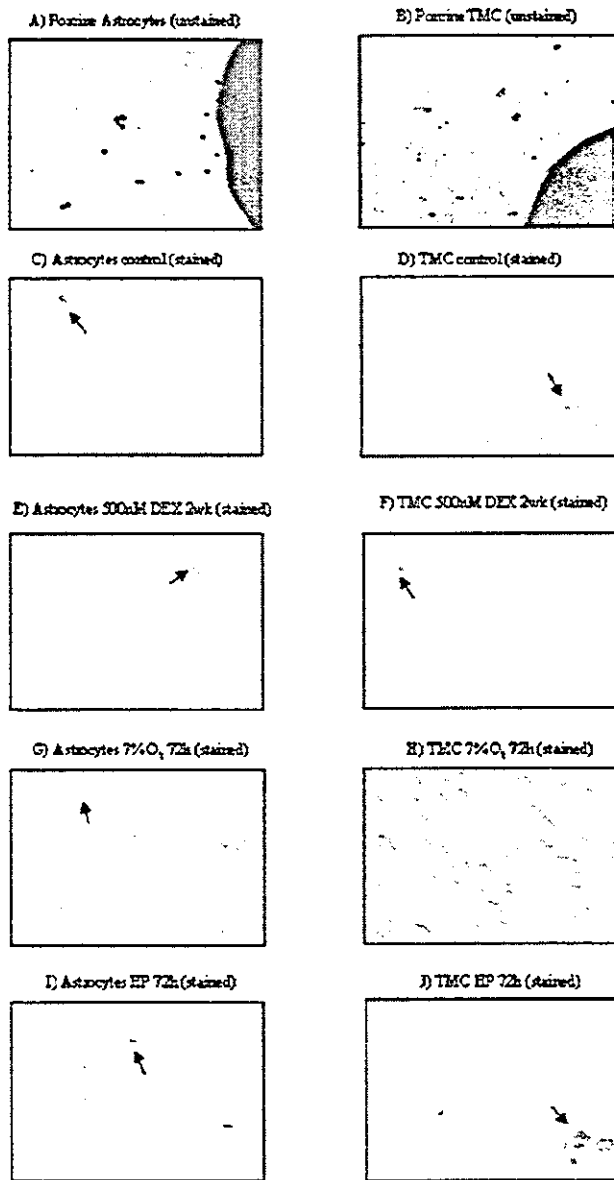 A) Porcine Astrocytes (unstained)
B) Porcine TMC (unstained)
C) Astrocytes control (stained)
D) TMC control (stained)
E) Astrocytes 500nM DEX 2wk (stained)
F) TMC 500nM DEX 2wk (stained)
G) Astrocytes 7%O₂ 72h (stained)
H) TMC 7%O₂ 72h (stained)
I) Astrocytes EP 72h (stained)
J) TMC EP 72h (stained)